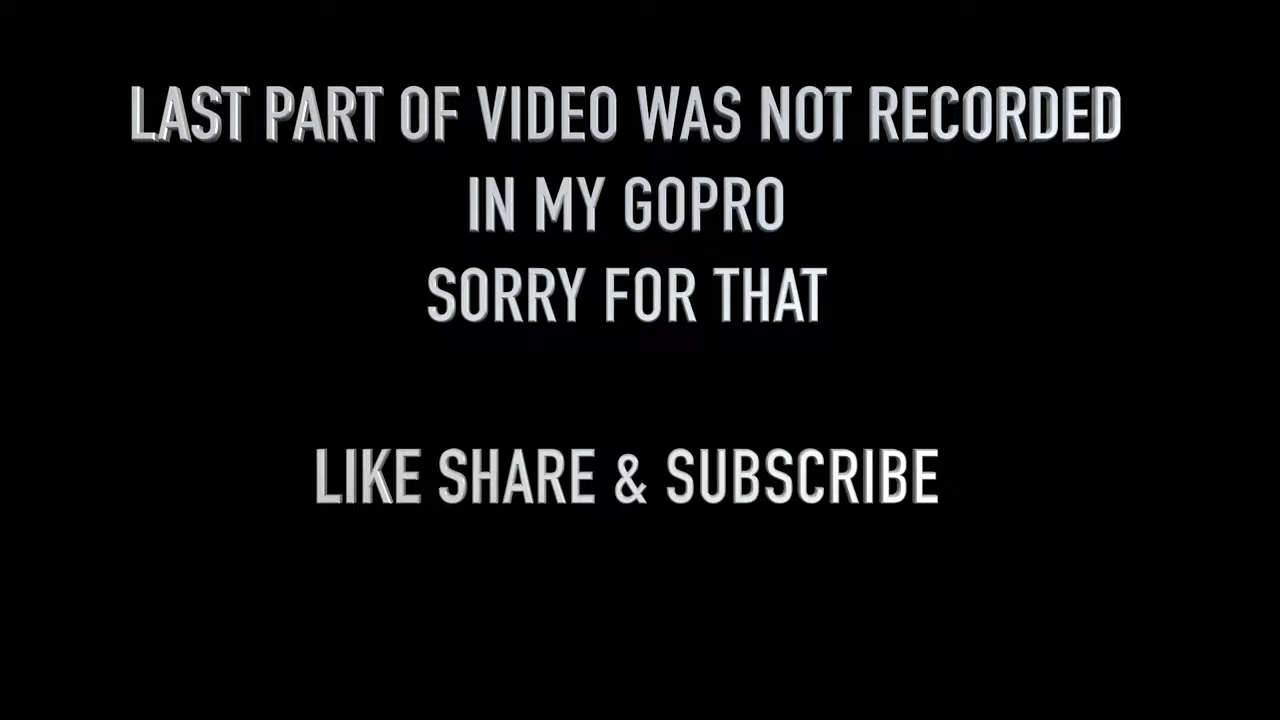 LAST PART OF VIDEO WAS NOT RECORDED
IN MY GOPRO
SORRY FOR THAT
LIKE SHARE & SUBSCRIBE